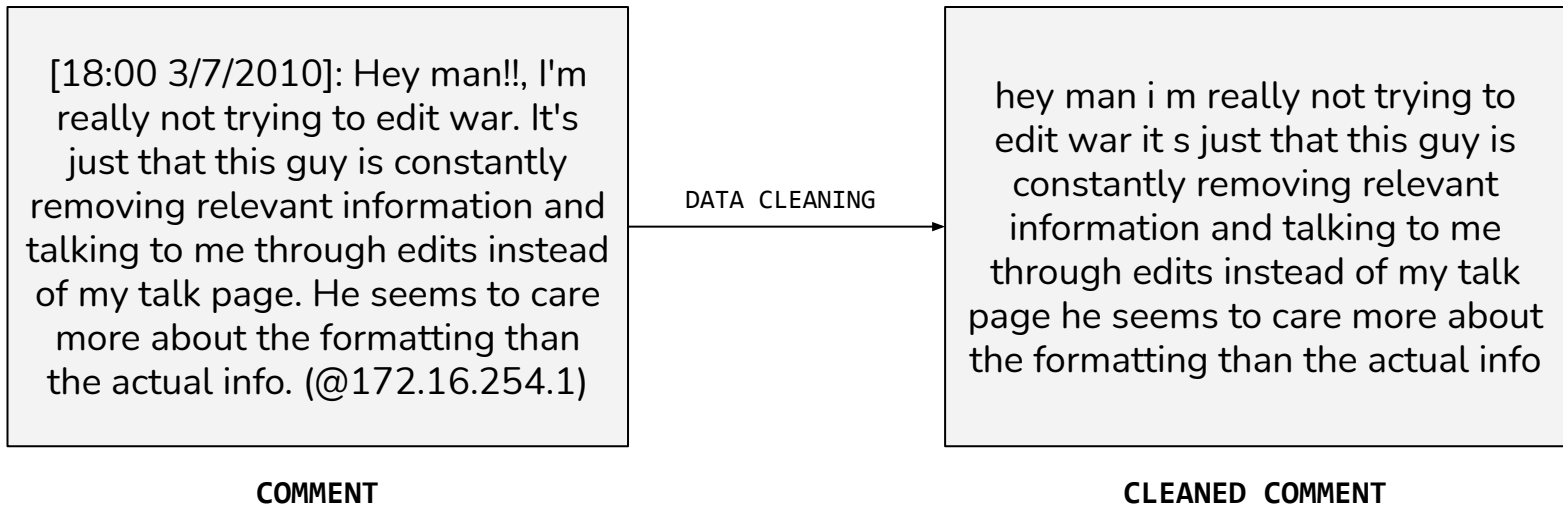 [18:00 3/7/2010]: Hey man!!, I'm
really not trying to edit war. It's
just that this guy is constantly
removing relevant information and
talking to me through edits instead
of my talk page. He seems to care
more about the formatting than
the actual info. (@172.16.254.1)
COMMENT
DATA CLEANING
hey man i m really not trying to
edit war it s just that this guy is
constantly removing relevant
information and talking to me
through edits instead of my talk
page he seems to care more about
the formatting than the actual info
CLEANED COMMENT